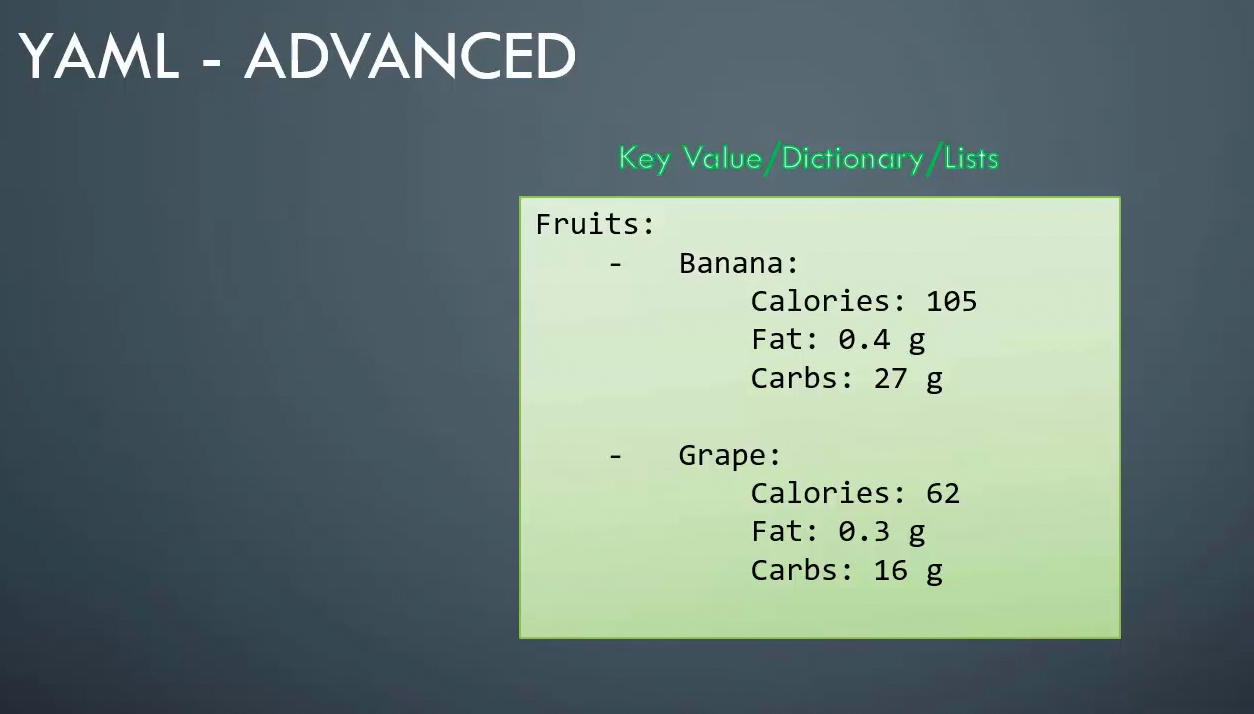 YAML - ADVANCED
Key Value/Dictionary/Lists
Fruits:
- Banana:
Calories: 105
Fat: 0.4 g
Carbs: 27 g
- Grape:
Calories: 62
Fat: 0.3 g
Carbs: 16 g